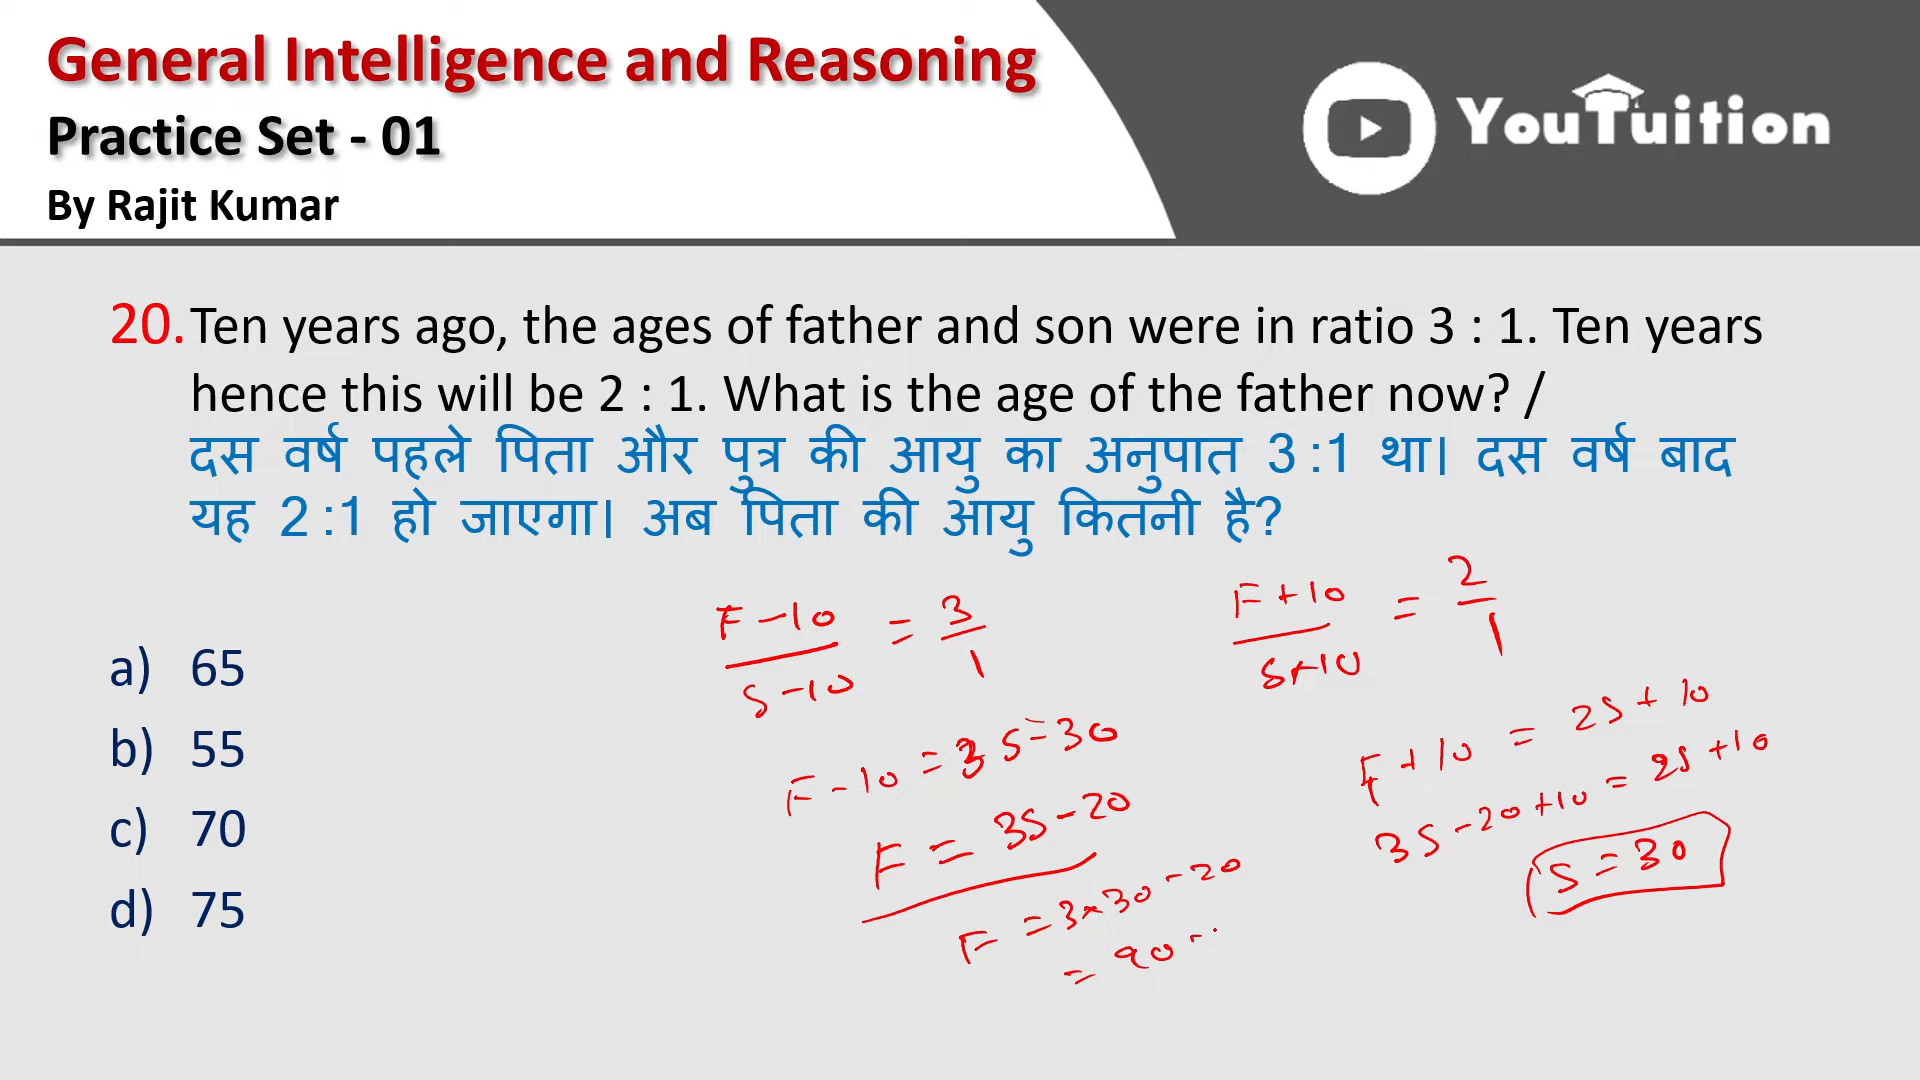 General Intelligence and Reasoning
Practice Set - 01
By Rajit Kumar
YouTuition
20. Ten years ago, the ages of father and son were in ratio 3 : 1. Ten years
hence this will be 2 : 1. What is the age of the father now? /
दस वर्ष पहले पिता और पुत्र की आयु का अनुपात 3 :1 था। दस वर्ष बाद
यह 2 :1 हो जाएगा। अब पिता की आयु कितनी है?
a) 65
b) 55
c) 70
d) 75
F - 10 / S - 10 = 3 / 1
F - 10 = 3S - 30
F = 3S - 20
F = 3 × 30 - 20
= 90 -
F + 10 / S + 10 = 2 / 1
F + 10 = 2S + 10
3S - 20 + 10 = 2S + 10
S = 30